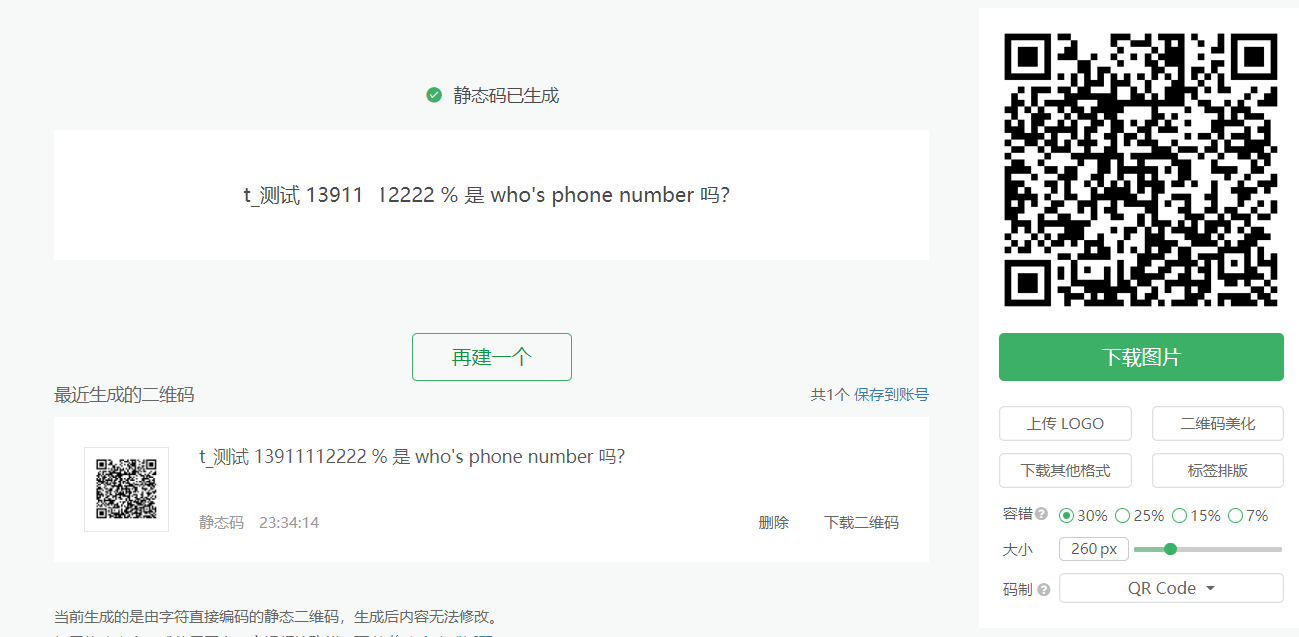 静态码已生成
t_测试 13911 12222 % 是 who's phone number 吗?
再建一个
最近生成的二维码
共1个 保存到账号
t_测试 13911112222 % 是 who's phone number 吗?
静态码 23:34:14
删除 下载二维码
当前生成的是由字符直接编码的静态二维码，生成后内容无法修改。
下载图片
上传 LOGO 二维码美化
下载其他格式 标签排版
容错 ? 30% 25% 15% 7%
大小 260 px
码制 ? QR Code